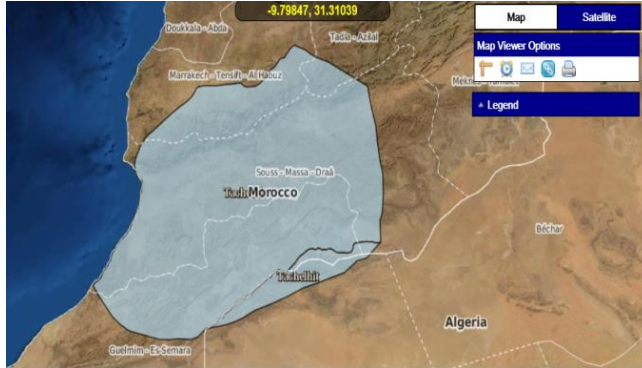 -9.79847, 31.31039
Map
Satellite
Doukkala - Abda
Tadla - Azilal
Map Viewer Options
Marrakech - Tensift - Al Haouz
Legend
Souss - Massa - Draâ
Morocco
Béchar
Tachelhit
Algeria
Guelmim - Es-Semara